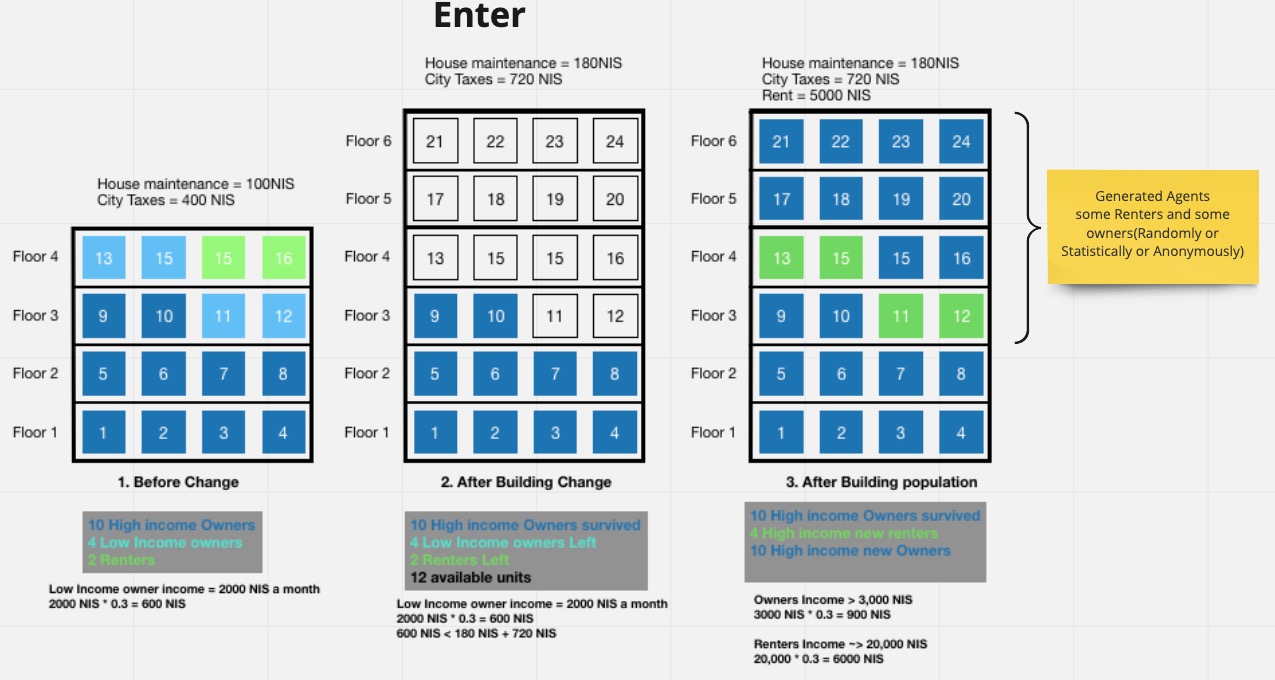 Enter
House maintenance = 100NIS
City Taxes = 400 NIS
Floor 4 13 15 15 16
Floor 3 9 10 11 12
Floor 2 5 6 7 8
Floor 1 1 2 3 4
1. Before Change
10 High income Owners
4 Low Income owners
2 Renters
Low Income owner income = 2000 NIS a month
2000 NIS * 0.3 = 600 NIS
House maintenance = 180NIS
City Taxes = 720 NIS
Floor 6 21 22 23 24
Floor 5 17 18 19 20
Floor 4 13 15 15 16
Floor 3 9 10 11 12
Floor 2 5 6 7 8
Floor 1 1 2 3 4
2. After Building Change
10 High income Owners survived
4 Low Income owners Left
2 Renters Left
12 available units
Low Income owner income = 2000 NIS a month
2000 NIS * 0.3 = 600 NIS
600 NIS < 180 NIS + 720 NIS
House maintenance = 180NIS
City Taxes = 720 NIS
Rent = 5000 NIS
Floor 6 21 22 23 24
Floor 5 17 18 19 20
Floor 4 13 15 15 16
Floor 3 9 10 11 12
Floor 2 5 6 7 8
Floor 1 1 2 3 4
3. After Building population
10 High income Owners survived
4 High income new renters
10 High income new Owners
Owners Income > 3,000 NIS
3000 NIS * 0.3 = 900 NIS
Renters Income ~> 20,000 NIS
20,000 * 0.3 = 6000 NIS
Generated Agents
some Renters and some
owners(Randomly or
Statistically or Anonymously)